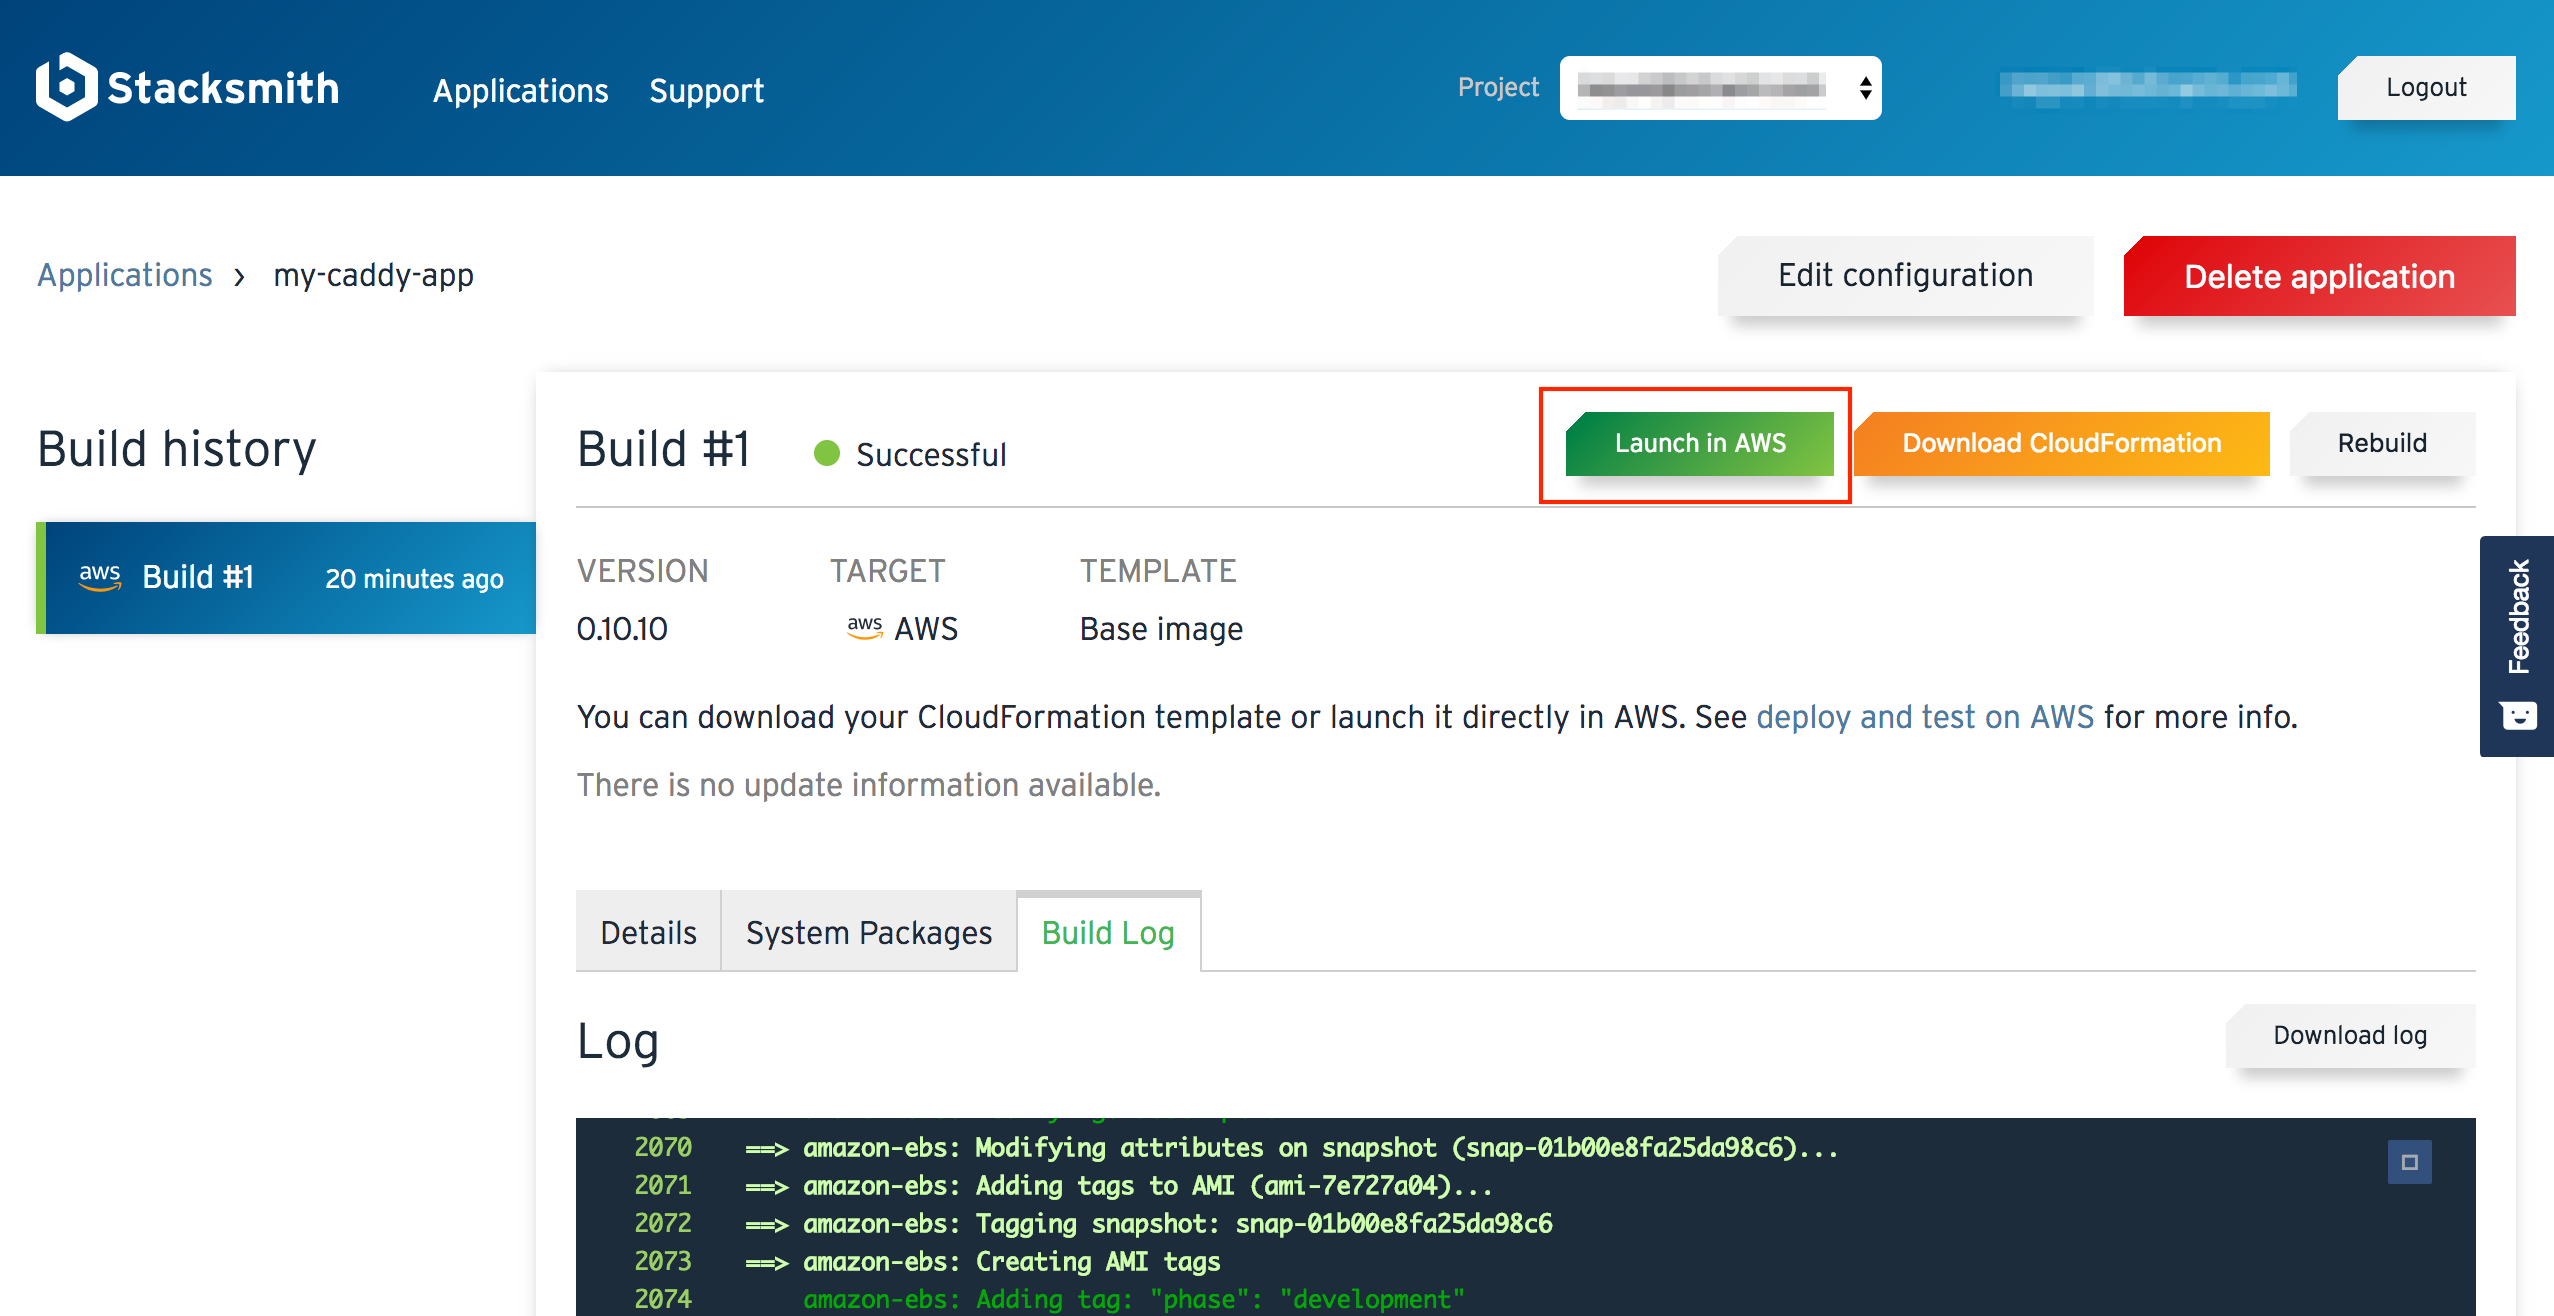 Stacksmith Applications Support Project Logout
Applications › my-caddy-app Edit configuration Delete application
Build history
aws Build #1 20 minutes ago
Build #1 Successful Launch in AWS Download CloudFormation Rebuild
VERSION TARGET TEMPLATE
0.10.10 aws AWS Base image
You can download your CloudFormation template or launch it directly in AWS. See deploy and test on AWS for more info.
There is no update information available.
Feedback
Details System Packages Build Log
Log Download log
2070 ==> amazon-ebs: Modifying attributes on snapshot (snap-01b00e8fa25da98c6)...
2071 ==> amazon-ebs: Adding tags to AMI (ami-7e727a04)...
2072 ==> amazon-ebs: Tagging snapshot: snap-01b00e8fa25da98c6
2073 ==> amazon-ebs: Creating AMI tags
2074 amazon-ebs: Adding tag: "phase": "development"